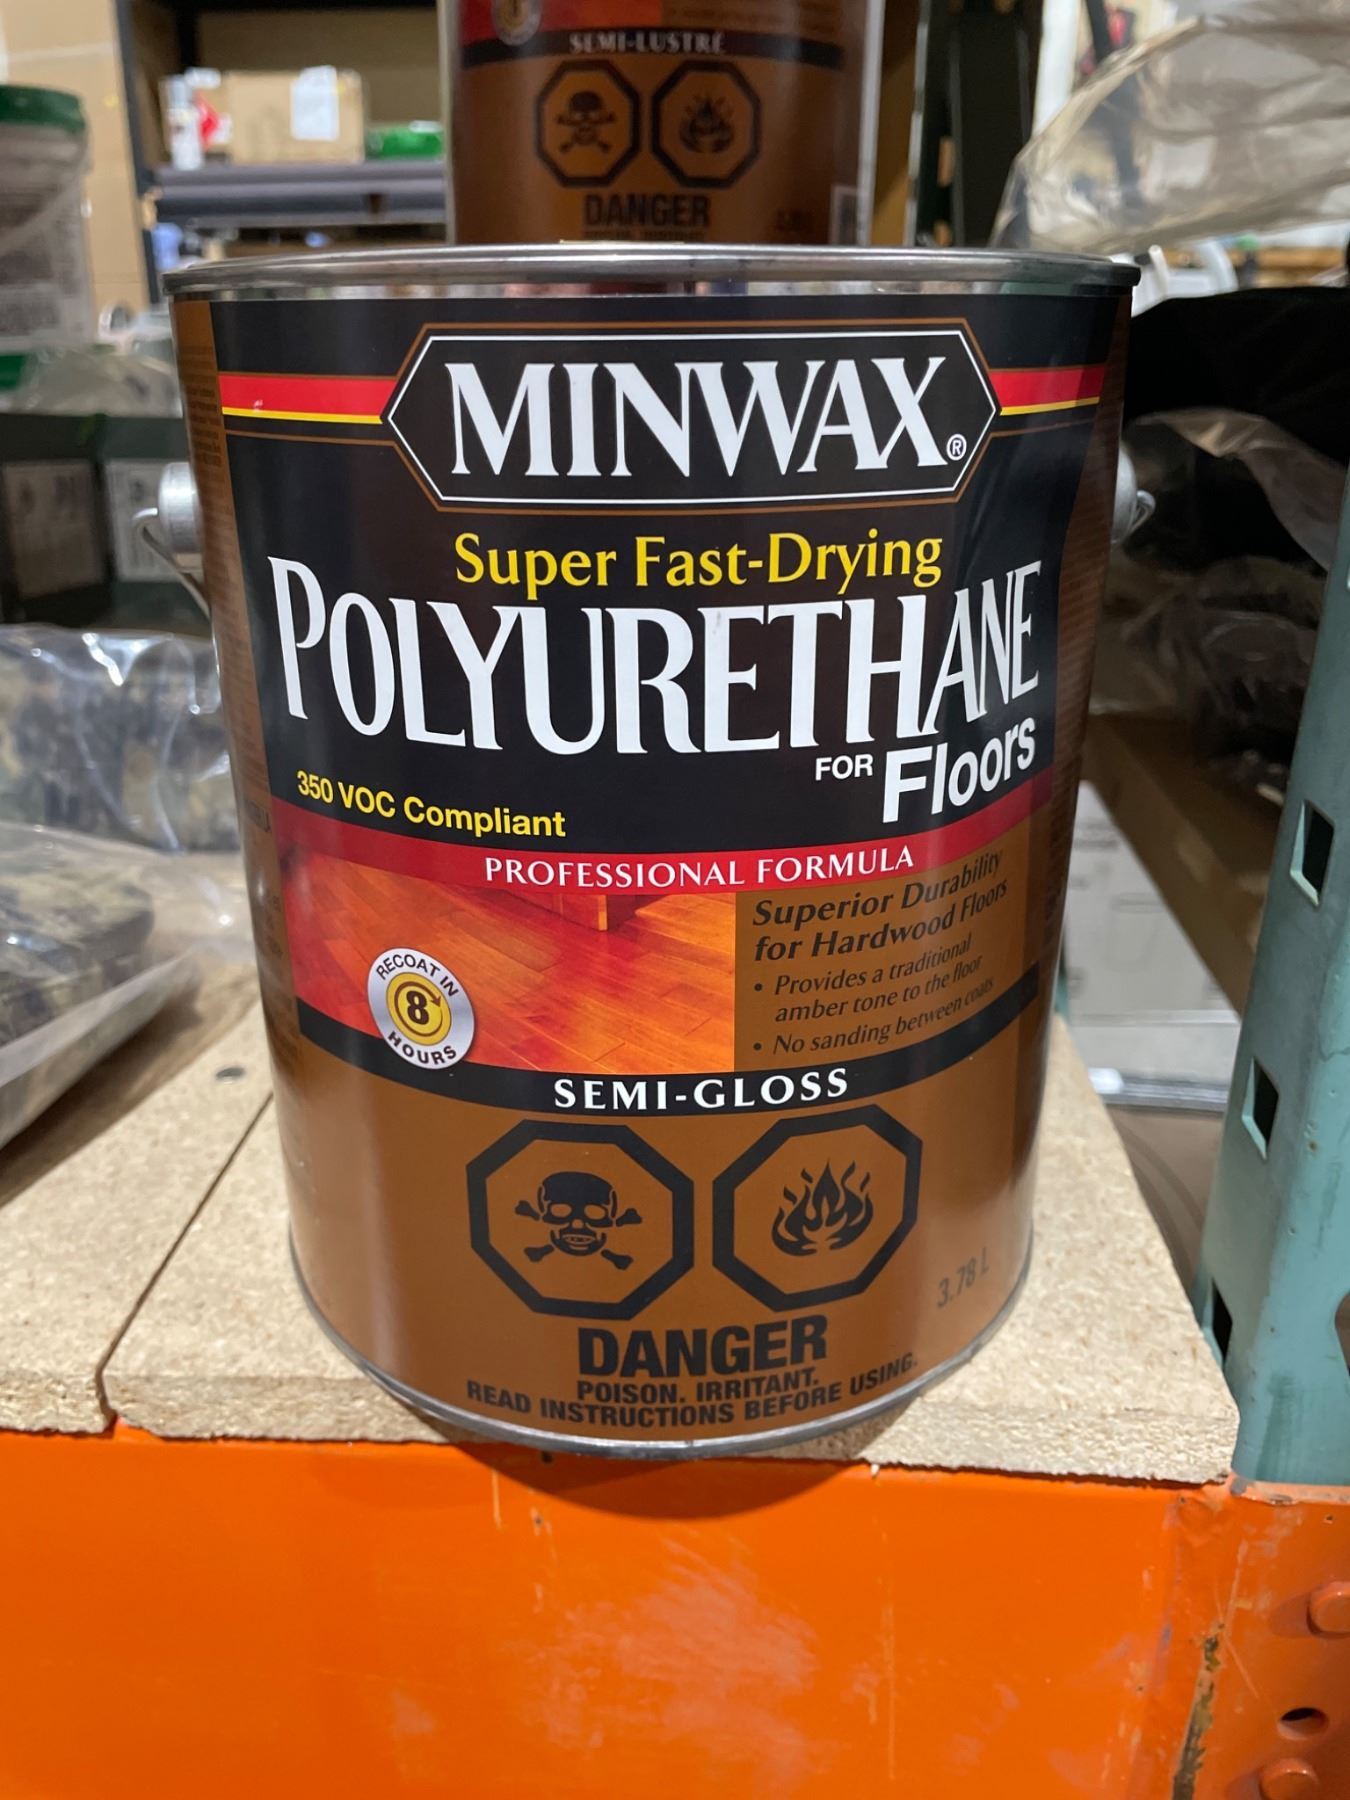 SEMI-LUSTRÉ
DANGER
MINWAX®
Super Fast-Drying
POLYURETHANE
FOR Floors
350 VOC Compliant
PROFESSIONAL FORMULA
Superior Durability
for Hardwood Floors
• Provides a traditional
amber tone to the floor
• No sanding between coats
RECOAT IN
8
HOURS
SEMI-GLOSS
3.78 L
DANGER
POISON. IRRITANT.
READ INSTRUCTIONS BEFORE USING.